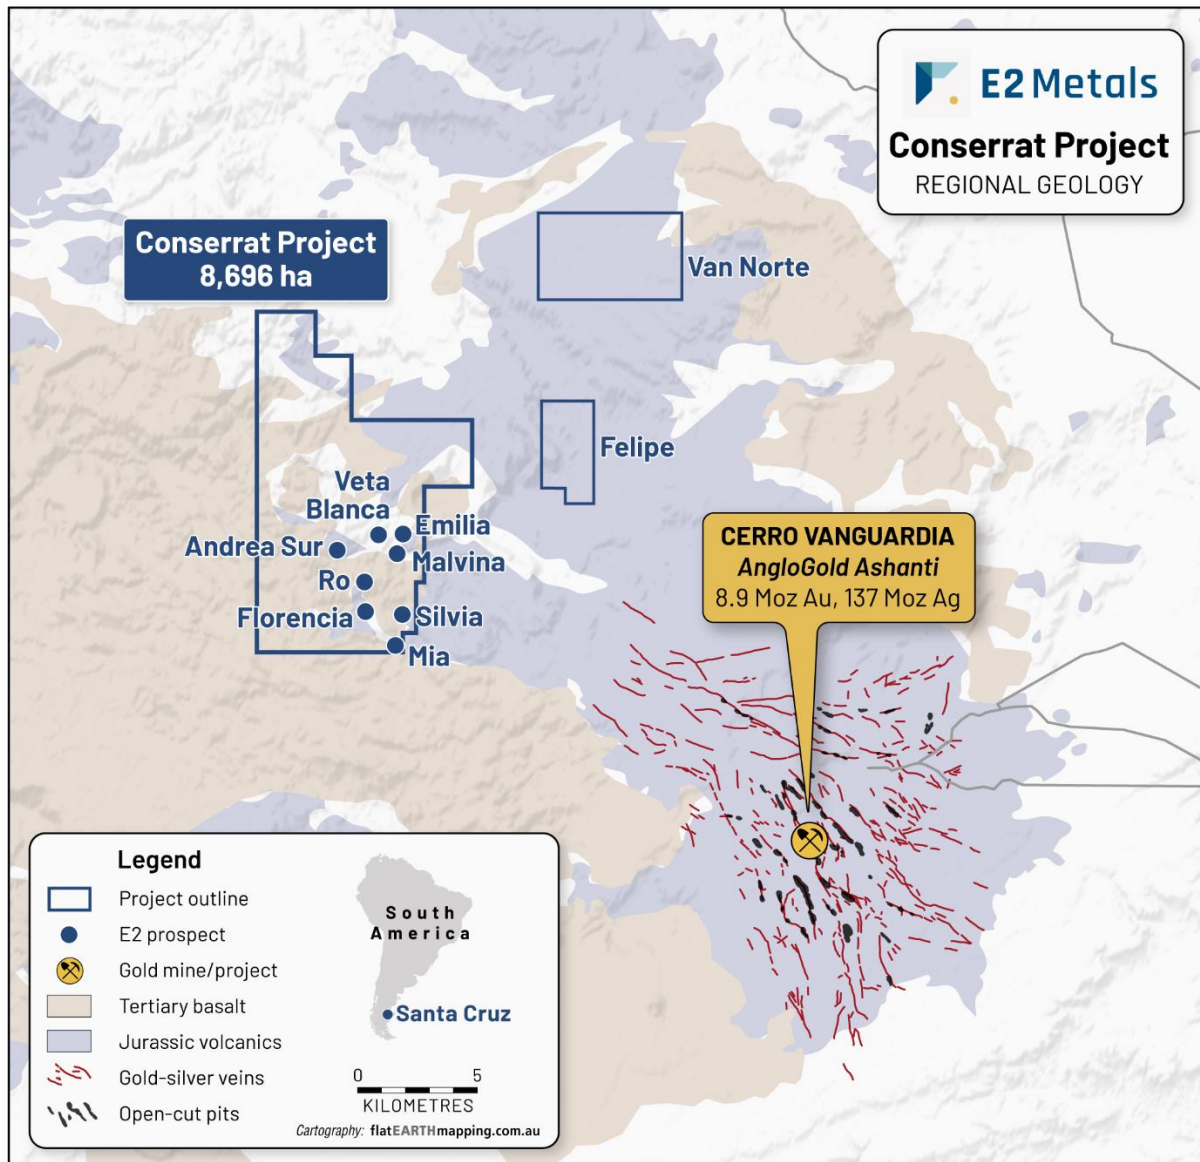 E2 Metals
Conserrat Project
REGIONAL GEOLOGY
Conserrat Project
8,696 ha
Van Norte
Felipe
Veta
Blanca
Emilia
Andrea Sur
Malvina
Ro
Florencia
Silvia
Mia
CERRO VANGUARDIA
AngloGold Ashanti
8.9 Moz Au, 137 Moz Ag
Legend
Project outline
E2 prospect
Gold mine/project
Tertiary basalt
Jurassic volcanics
Gold-silver veins
Open-cut pits
South
America
Santa Cruz
0 5
KILOMETRES
Cartography: flatEARTHmapping.com.au